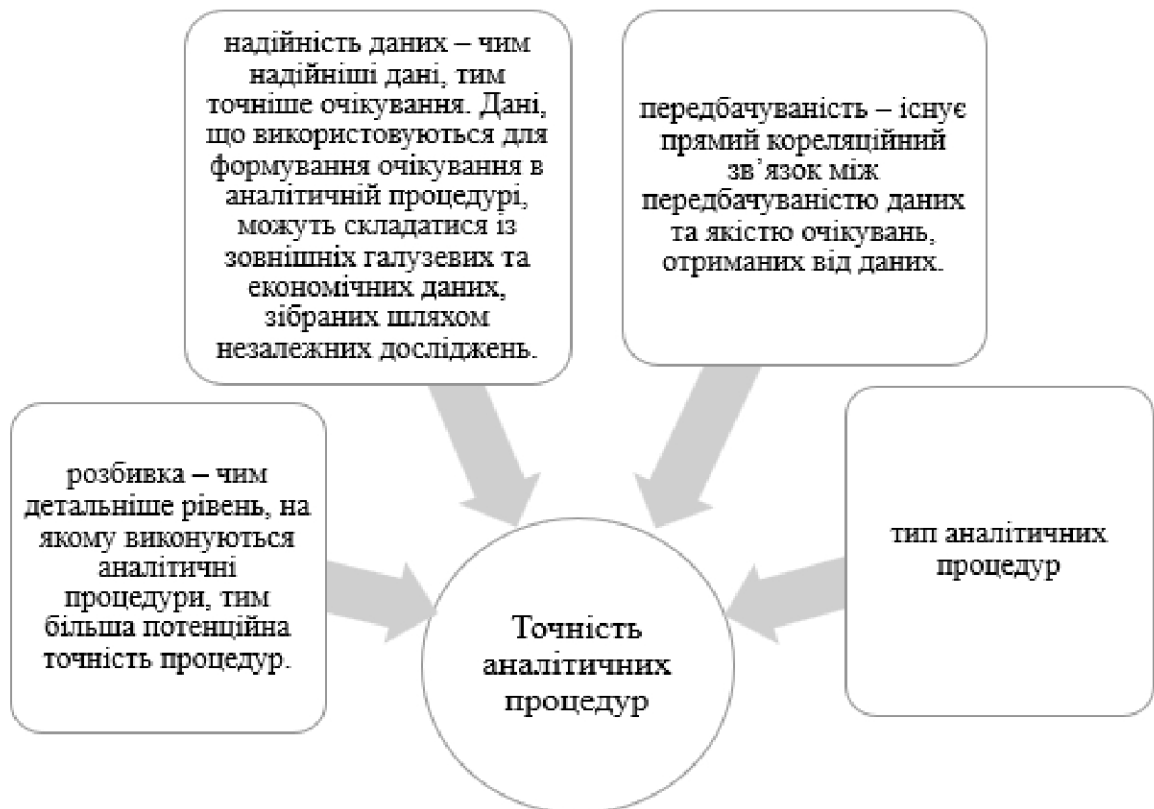 надійність даних – чим
надійніші дані, тим
точніше очікування. Дані,
що використовуються для
формування очікування в
аналітичній процедурі,
можуть складатися із
зовнішніх галузевих та
економічних даних,
зібраних шляхом
незалежних досліджень.
передбачуваність – існує
прямий кореляційний
зв’язок між
передбачуваністю даних
та якістю очікувань,
отриманих від даних.
розбивка – чим
детальніше рівень, на
якому виконуються
аналітичні
процедури, тим
більша потенційна
точність процедур.
тип аналітичних
процедур
Точність
аналітичних
процедур